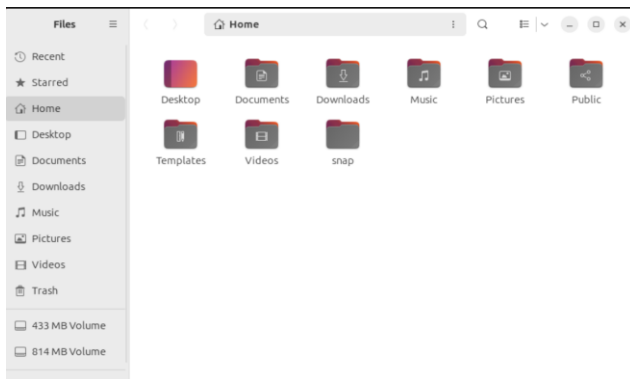 Files
Home
Recent
Starred
Home
Desktop
Documents
Downloads
Music
Pictures
Videos
Trash
433 MB Volume
814 MB Volume
Desktop Documents Downloads Music Pictures Public
Templates Videos snap